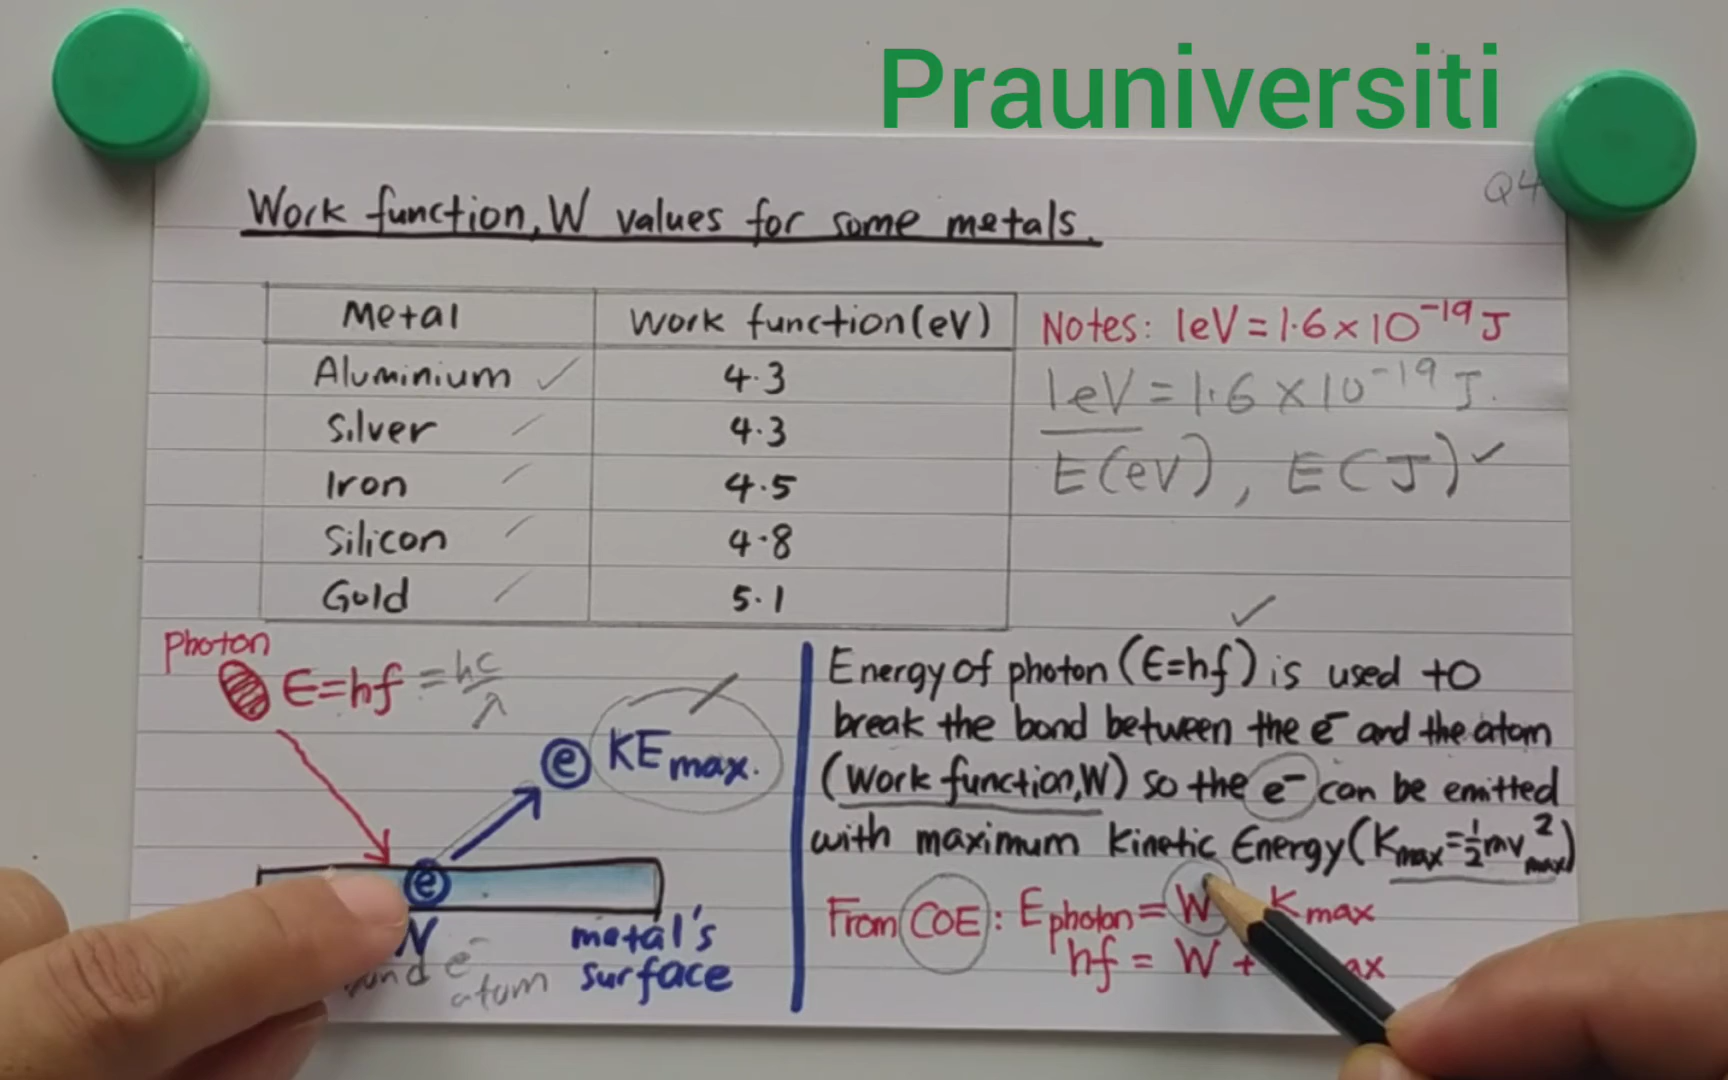 Prauniversiti
Q4
Work function, W values for some metals.
Metal Work function (eV)
Aluminium ✓ 4.3
Silver 4.3
Iron 4.5
Silicon 4.8
Gold 5.1
Notes: 1eV = 1.6 × 10⁻¹⁹ J
1eV = 1.6 × 10⁻¹⁹ J.
E(eV), E(J) ✓
Photon
E=hf = hc/λ
e KEmax.
e
metal's
surface
e⁻
atom
Energy of photon (E=hf) is used to
break the bond between the e⁻ and the atom
(Work function, W) so the e⁻ can be emitted
with maximum Kinetic Energy (Kmax = ½mv²max)
From COE: Ephoton = W Kmax
hf = W + ax